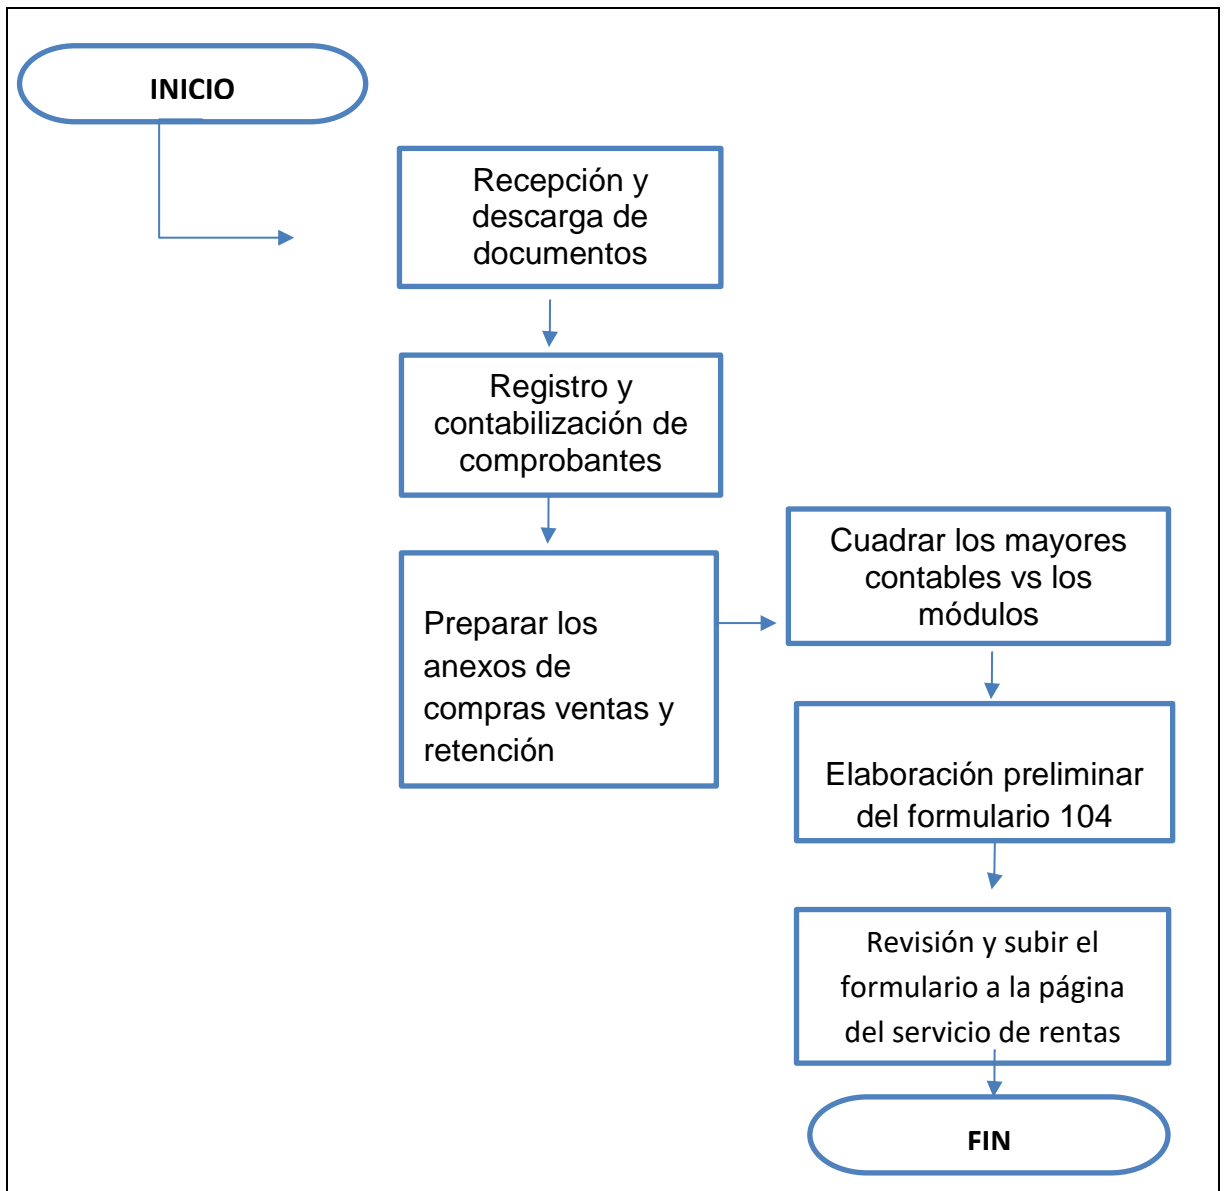 INICIO
Recepción y
descarga de
documentos
Registro y
contabilización de
comprobantes
Preparar los
anexos de
compras ventas y
retención
Cuadrar los mayores
contables vs los
módulos
Elaboración preliminar
del formulario 104
Revisión y subir el
formulario a la página
del servicio de rentas
FIN